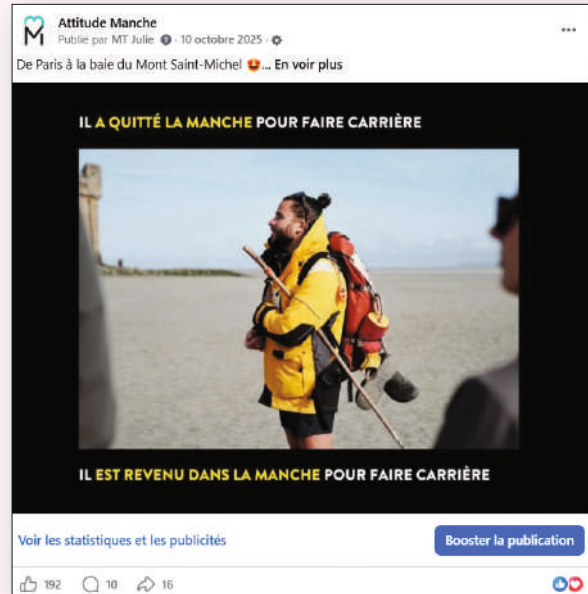 Attitude Manche
Publié par MT Julie · 10 octobre 2025 ·
De Paris à la baie du Mont Saint-Michel 😍... En voir plus
IL A QUITTÉ LA MANCHE POUR FAIRE CARRIÈRE
IL EST REVENU DANS LA MANCHE POUR FAIRE CARRIÈRE
Voir les statistiques et les publicités
Booster la publication
192 10 16